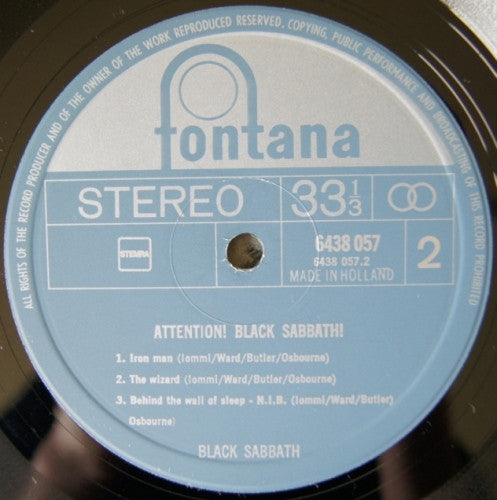 ALL RIGHTS OF THE RECORD PRODUCER AND OF THE OWNER OF THE WORK REPRODUCED RESERVED. COPYING, PUBLIC PERFORMANCE AND BROADCASTING OF THIS RECORD PROHIBITED
fontana
STEREO 33 1/3
STEMRA
6438 057
6438 057.2
MADE IN HOLLAND
2
ATTENTION! BLACK SABBATH!
1. Iron man (Iommi/Ward/Butler/Osbourne)
2. The wizard (Iommi/Ward/Butler/Osbourne)
3. Behind the wall of sleep - N.I.B. (Iommi/Ward/Butler/
Osbourne)
BLACK SABBATH